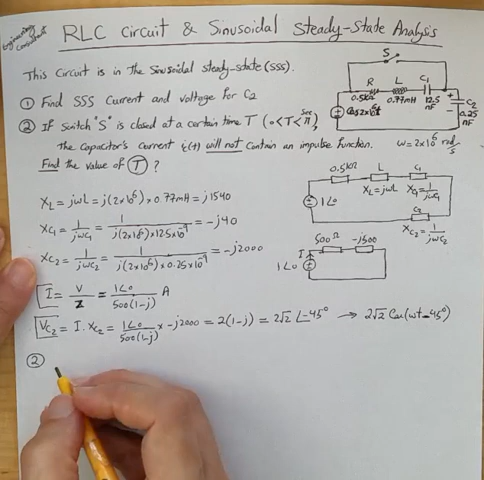 Engineering Consultant
RLC Circuit & Sinusoidal Steady-State Analysis
This Circuit is in the Sinusoidal steady-state (SSS).
① Find SSS Current and voltage for C2
② If Switch "S" is closed at a certain time T (0<T<π/ω sec),
The Capacitor's Current i(t) will not Contain an impulse function.
Find the value of (T) ?
S
R L C1
0.5kΩ 0.77mH 12.5 nF
+ C2
0.25 nF
ω = 2×10^6 rad/s
XL = jωL = j(2×10^6) × 0.77mH = j1540
XC1 = 1/jωC1 = 1/j(2×10^6)×12.5×10^-9 = -j40
XC2 = 1/jωC2 = 1/j(2×10^6)×0.25×10^-9 = -j2000
0.5kΩ L C1
XL=jωL XC1=1/jωC1
1∠0
C2
XC2=1/jωC2
500Ω -j500
I
1∠0
I = V/Z = 1∠0/500(1-j) A
VC2 = I . XC2 = 1∠0/500(1-j) × -j2000 = 2(1-j) = 2√2 ∠-45° → 2√2 Cos(ωt-45°)
②